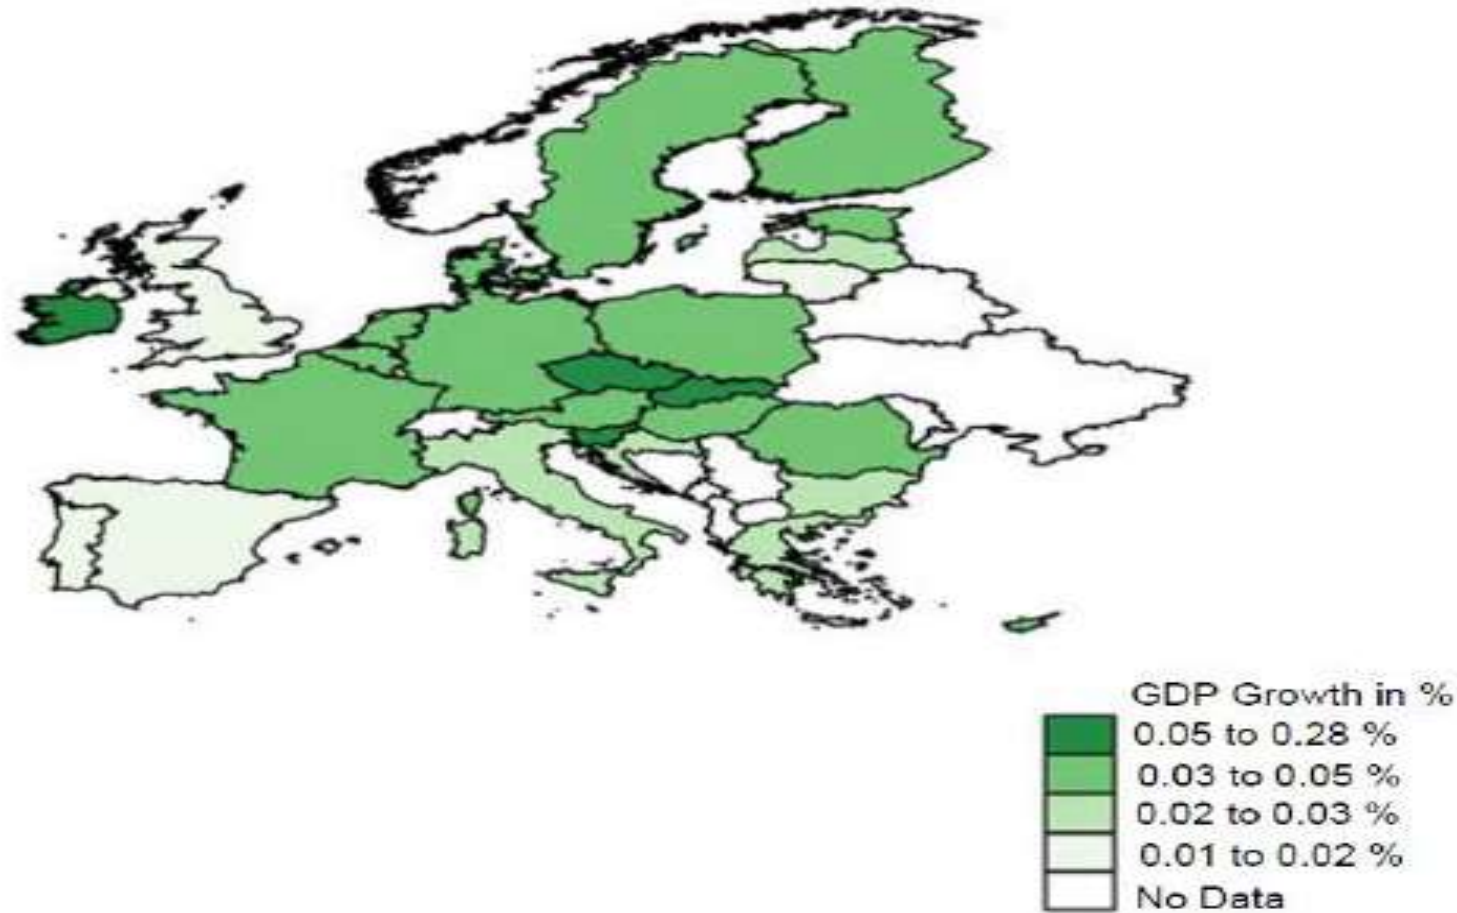 GDP Growth in %
0.05 to 0.28 %
0.03 to 0.05 %
0.02 to 0.03 %
0.01 to 0.02 %
No Data